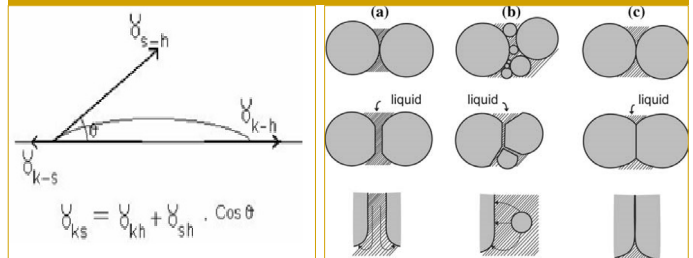 γs-h
γk-h
θ
γk-s
γks = γkh + γsh . Cos θ
(a) (b) (c)
liquid liquid liquid